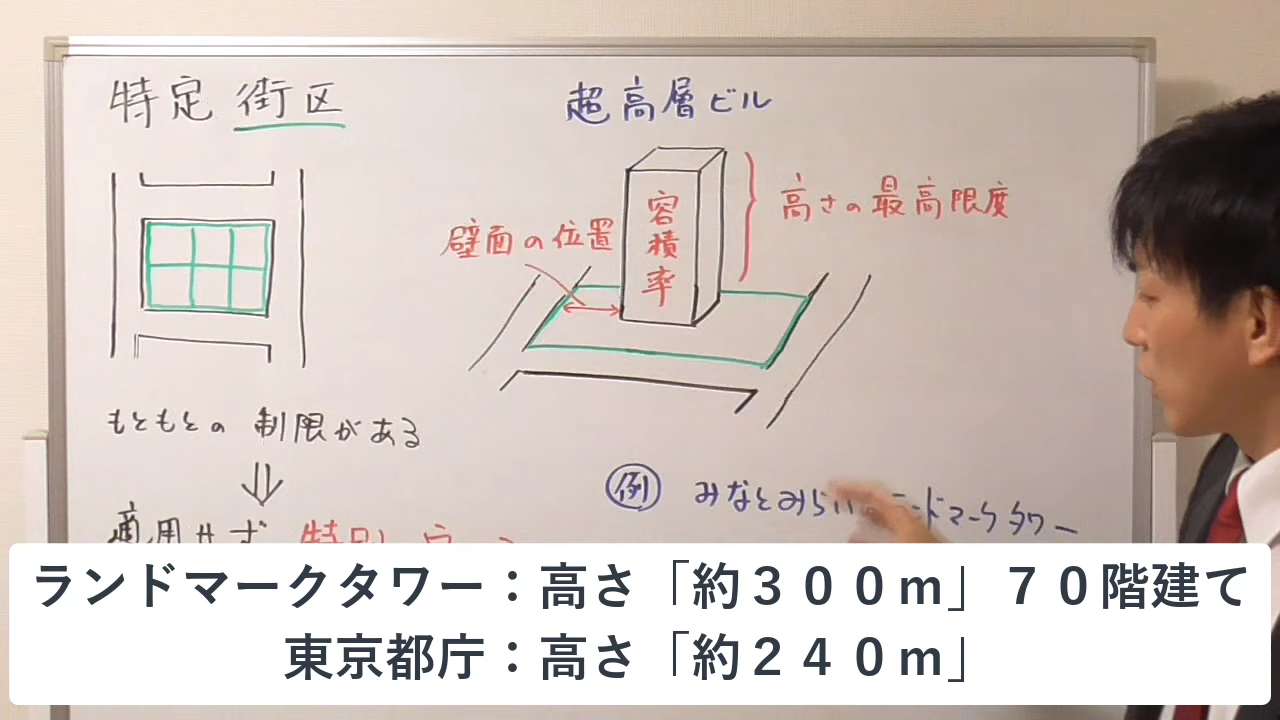 特定 街区
超高層ビル
容積率
高さの最高限度
壁面の位置
もともとの 制限がある
例 みなとみらい
マークタワー
適用せず 特別
ランドマークタワー：高さ「約３００ｍ」７０階建て
東京都庁：高さ「約２４０ｍ」